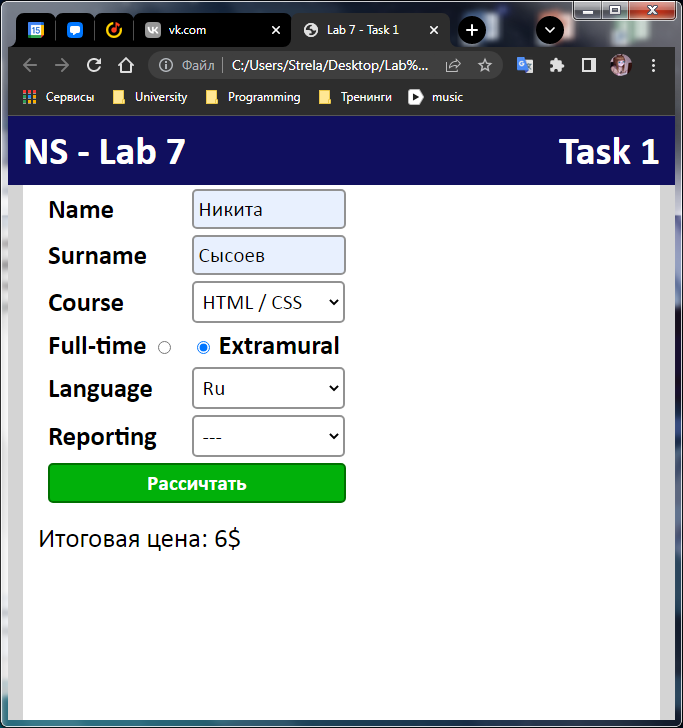 15 vk.com Lab 7 - Task 1
Файл C:/Users/Strela/Desktop/Lab%...
Сервисы University Programming Тренинги music
NS - Lab 7 Task 1
Name Никита
Surname Сысоев
Course HTML / CSS
Full-time Extramural
Language Ru
Reporting ---
Рассичтать
Итоговая цена: 6$